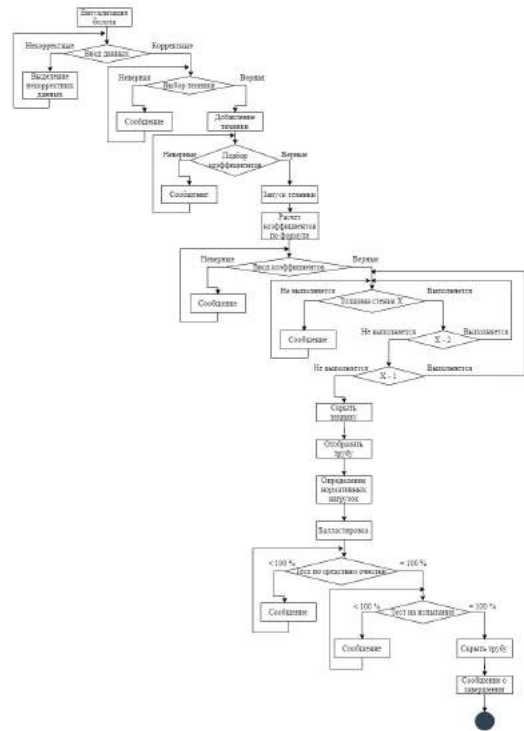 Визуализация
болота
Некорректные
Корректные
Ввод данных
Выделение
некорректных
данных
Неверная
Верная
Выбор техники
Сообщение
Добавление
техники
Неверные
Верные
Подбор
коэффициентов
Сообщение
Запуск техники
Расчет
коэффициентов
по формуле
Неверные
Верные
Ввод коэффициентов
Сообщение
Не выполняется
Выполняется
Толщина стенки X
Сообщение
Не выполняется
Выполняется
X - 2
Не выполняется
Выполняется
X - 1
Скрыть
технику
Отобразить
трубу
Определение
нормативных
нагрузок
Балластировка
< 100 %
= 100 %
Тест по средствам очистки
Сообщение
< 100 %
= 100 %
Тест на испытания
Сообщение
Скрыть трубу
Сообщение о
завершении